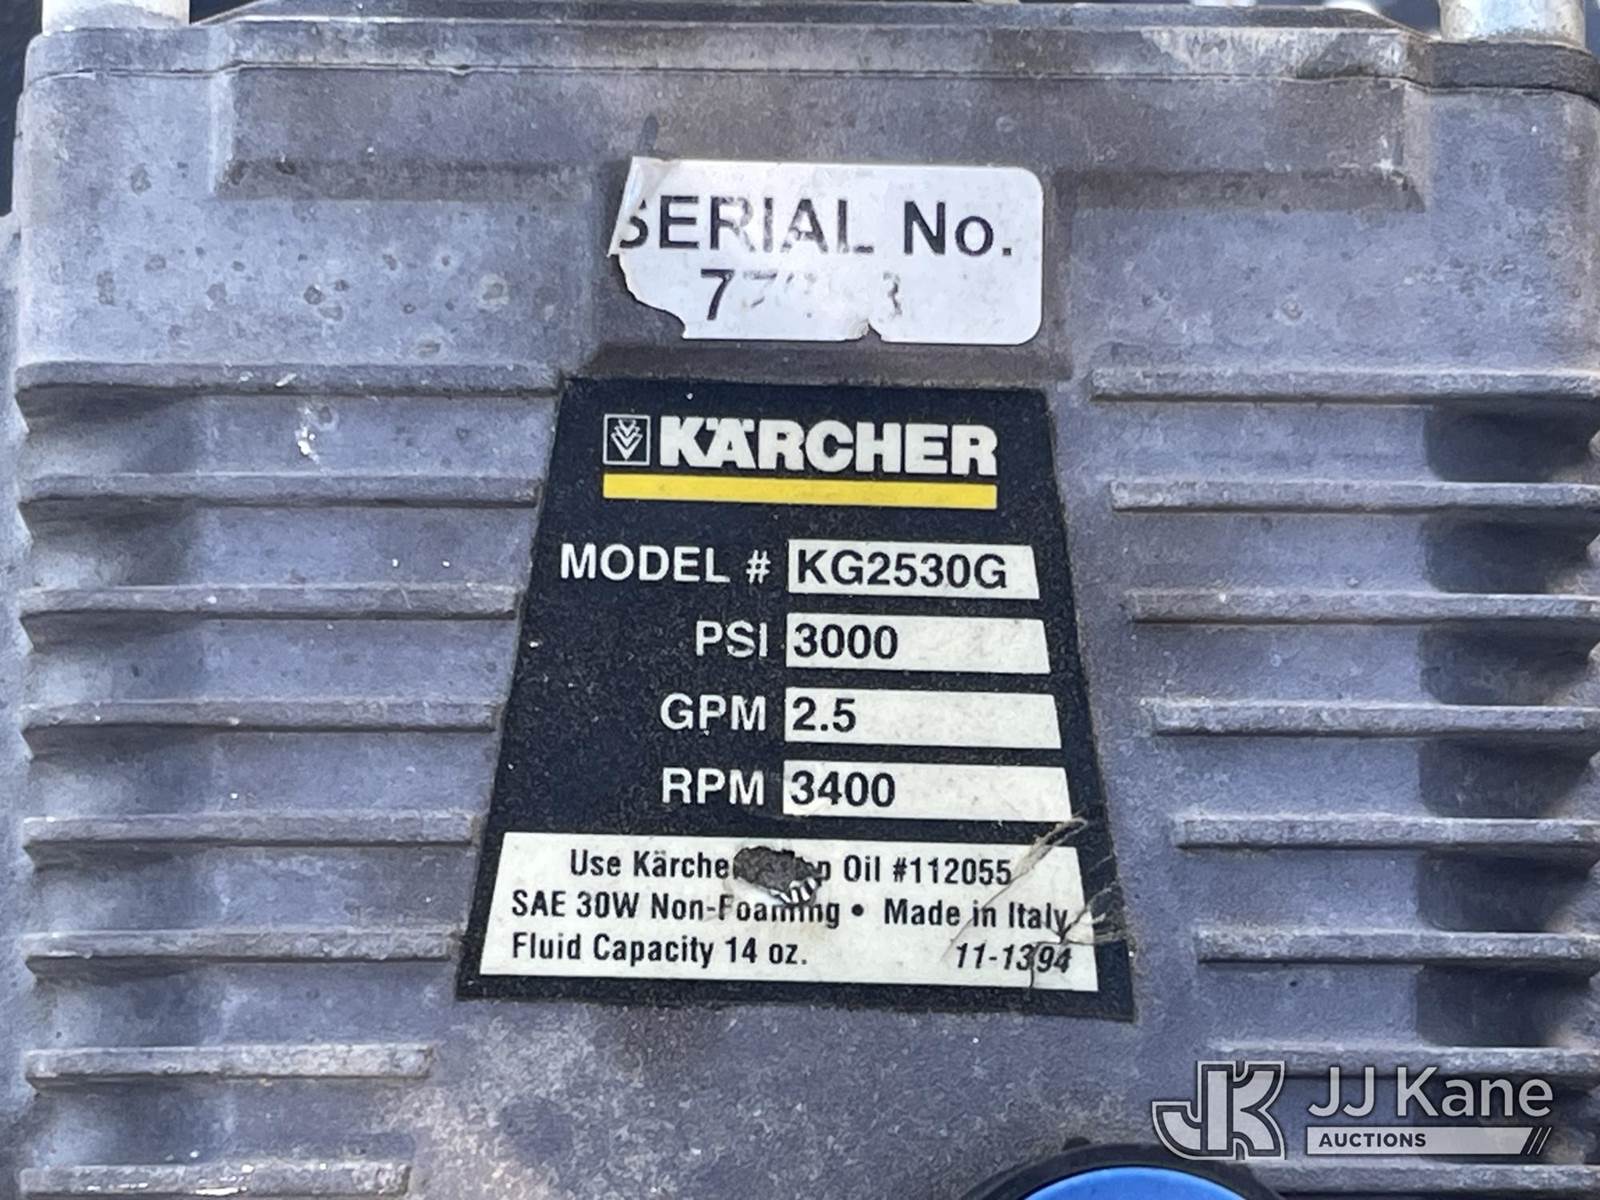 SERIAL No.
KÄRCHER
MODEL # KG2530G
PSI 3000
GPM 2.5
RPM 3400
Use Kärcher Oil #112055
SAE 30W Non-Foaming • Made in Italy
Fluid Capacity 14 oz. 11-1394
JK JJ Kane
AUCTIONS